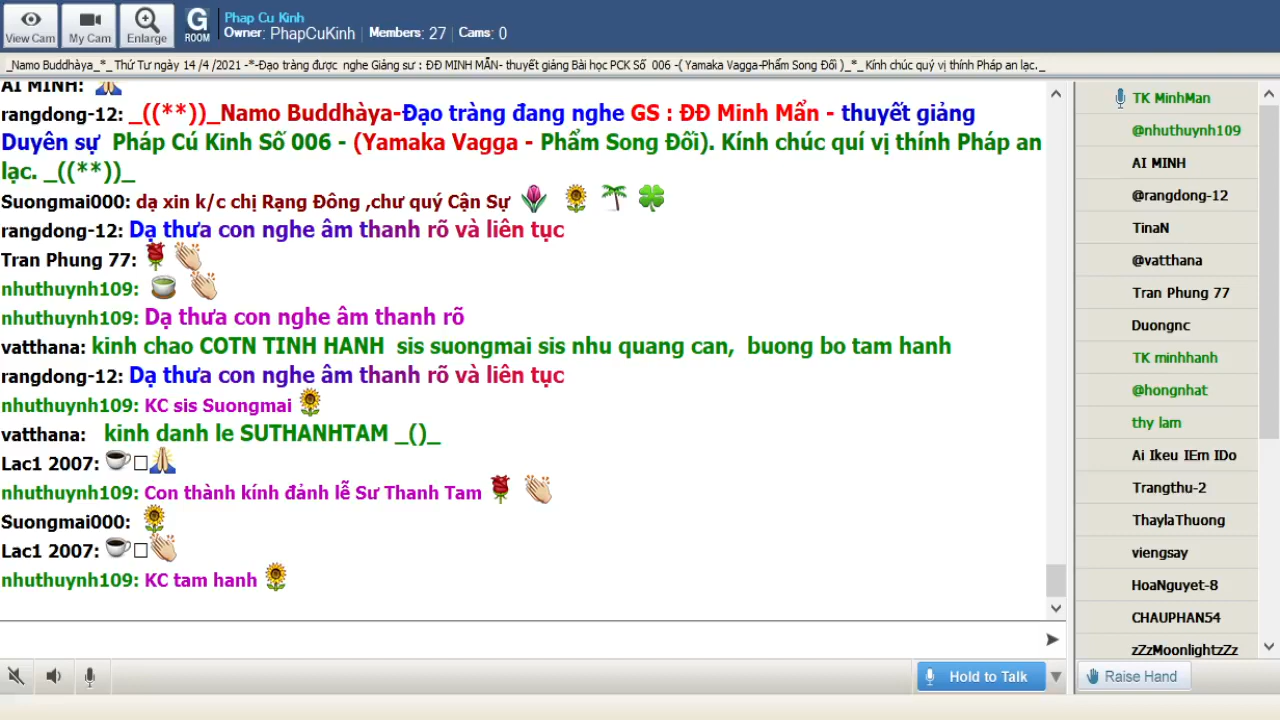 View Cam
My Cam
Enlarge
G
ROOM
Phap Cu Kinh
Owner: PhapCuKinh | Members: 27 | Cams: 0
_Namo Buddhàya_*_ Thứ Tư ngày 14 /4 /2021 -*-Đạo tràng được nghe Giảng sư : ĐĐ MINH MẪN- thuyết giảng Bài học PCK Số 006 -( Yamaka Vagga-Phẩm Song Đối )_*_ Kính chúc quý vị thính Pháp an lạc._
AI MINH:
rangdong-12: _((**))_Namo Buddhàya-Đạo tràng đang nghe GS : ĐĐ Minh Mẩn - thuyết giảng
Duyên sự Pháp Cú Kinh Số 006 - (Yamaka Vagga - Phẩm Song Đối). Kính chúc quí vị thính Pháp an
lạc. _((**))_
Suongmai000: dạ xin k/c chị Rạng Đông ,chư quý Cận Sự
rangdong-12: Dạ thưa con nghe âm thanh rõ và liên tục
Tran Phung 77:
nhuthuynh109:
nhuthuynh109: Dạ thưa con nghe âm thanh rõ
vatthana: kinh chao COTN TINH HANH sis suongmai sis nhu quang can, buong bo tam hanh
rangdong-12: Dạ thưa con nghe âm thanh rõ và liên tục
nhuthuynh109: KC sis Suongmai
vatthana: kinh danh le SUTHANHTAM _()_
Lac1 2007:
nhuthuynh109: Con thành kính đảnh lễ Sư Thanh Tam
Suongmai000:
Lac1 2007:
nhuthuynh109: KC tam hanh
Hold to Talk
TK MinhMan
@nhuthuynh109
AI MINH
@rangdong-12
TinaN
@vatthana
Tran Phung 77
Duongnc
TK minhhanh
@hongnhat
thy lam
Ai Ikeu IEm IDo
Trangthu-2
ThaylaThuong
viengsay
HoaNguyet-8
CHAUPHAN54
zZzMoonlightzZz
Raise Hand